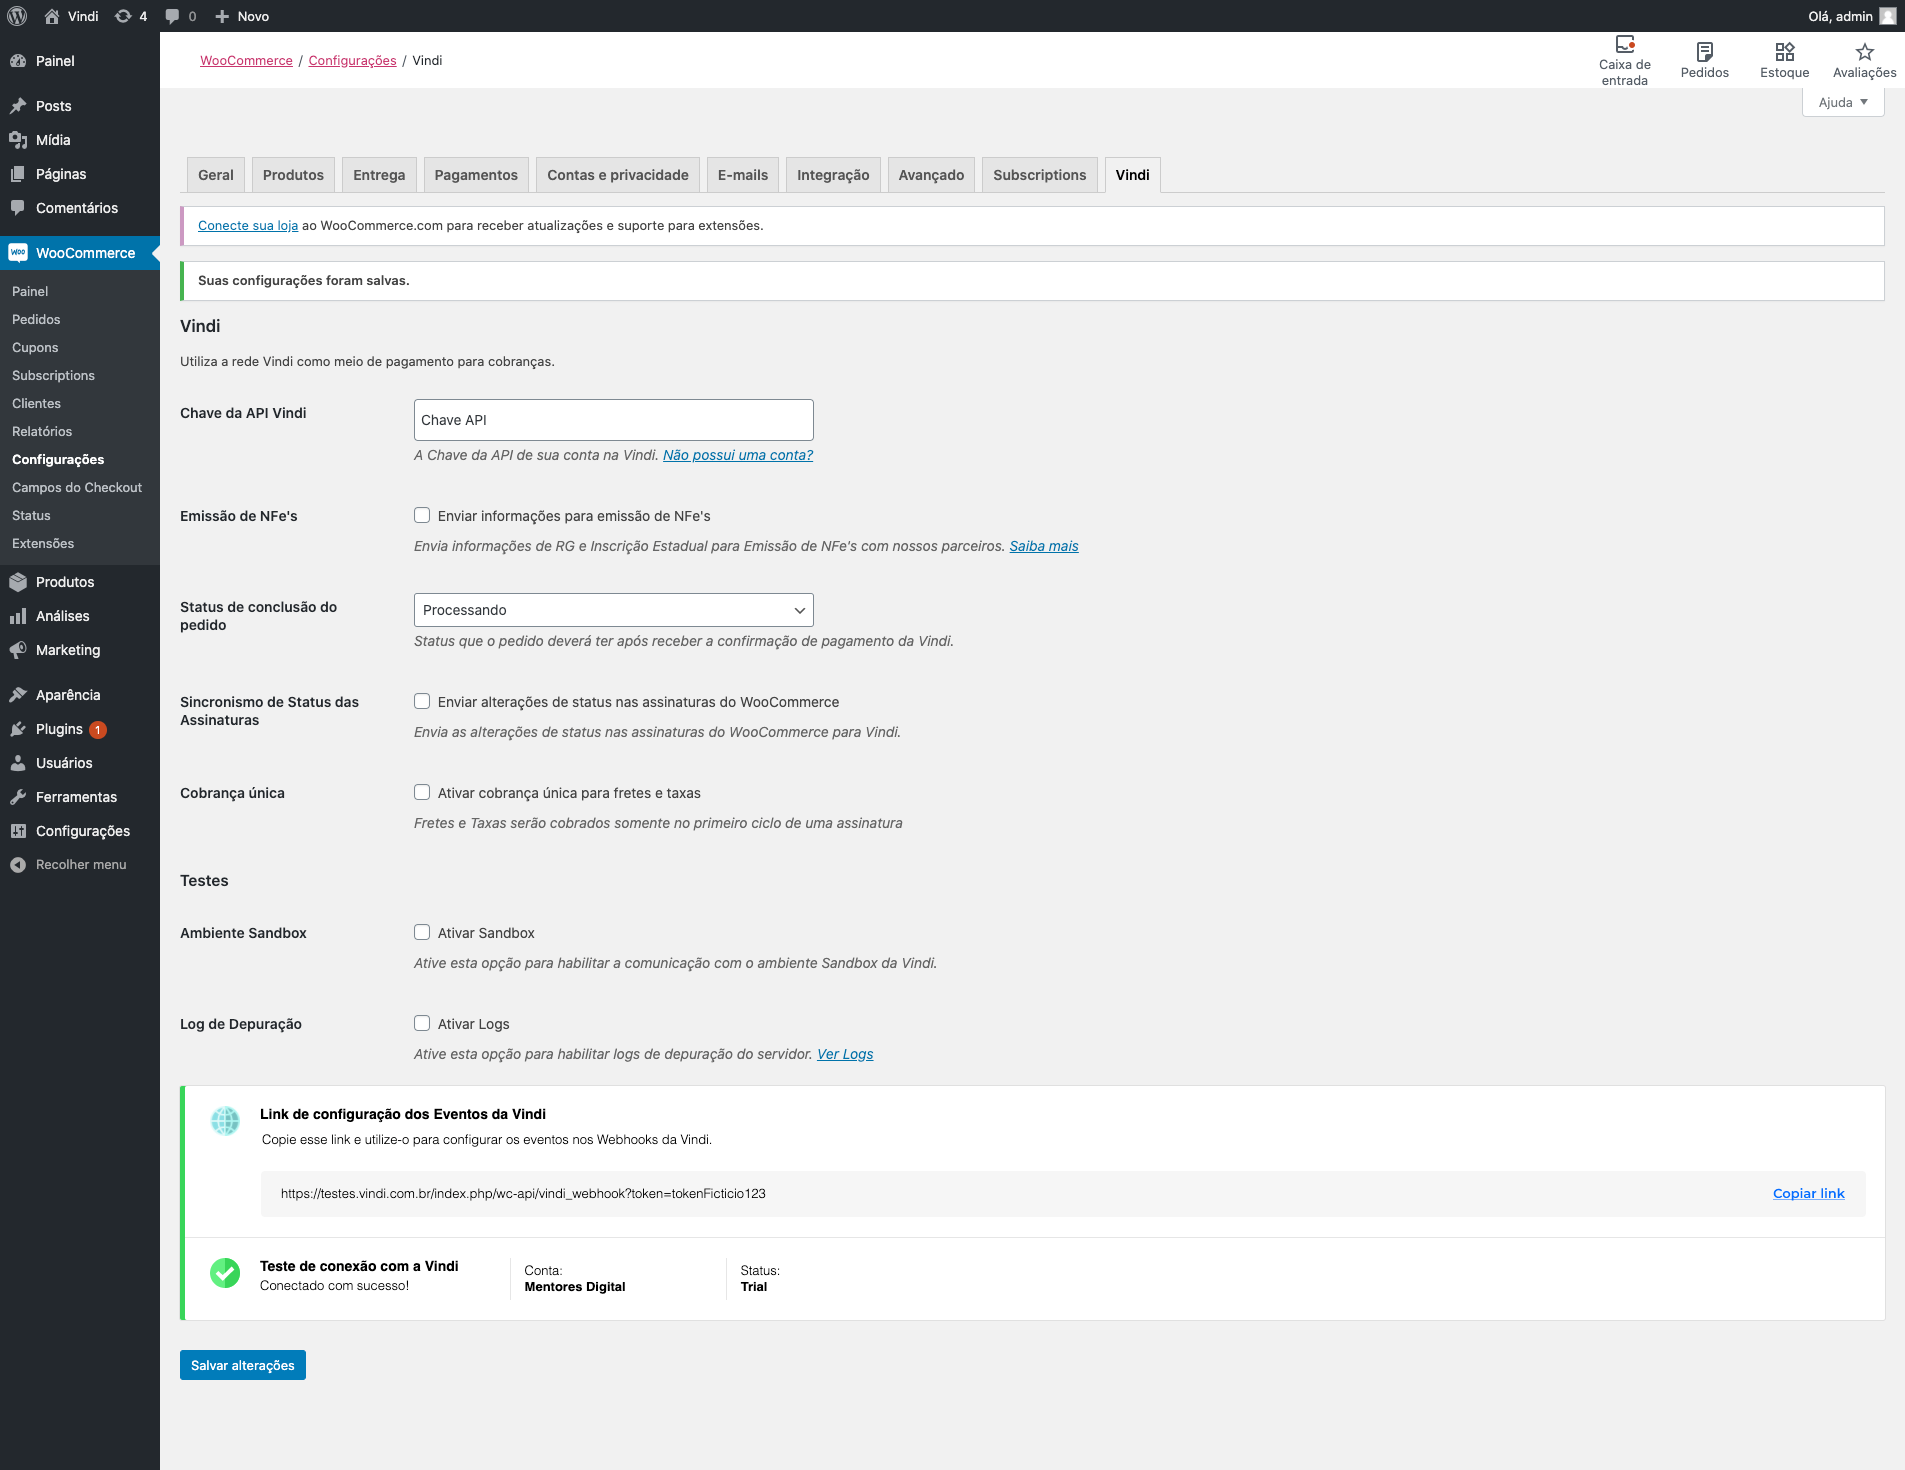 Vindi
4
0
Novo
Olá, admin
Painel
Posts
Mídia
Páginas
Comentários
WooCommerce
Painel
Pedidos
Cupons
Subscriptions
Clientes
Relatórios
Configurações
Campos do Checkout
Status
Extensões
Produtos
Análises
Marketing
Aparência
Plugins 1
Usuários
Ferramentas
Configurações
Recolher menu
WooCommerce / Configurações / Vindi
Caixa de
entrada
Pedidos
Estoque
Avaliações
Ajuda
Geral
Produtos
Entrega
Pagamentos
Contas e privacidade
E-mails
Integração
Avançado
Subscriptions
Vindi
Conecte sua loja ao WooCommerce.com para receber atualizações e suporte para extensões.
Suas configurações foram salvas.
Vindi
Utiliza a rede Vindi como meio de pagamento para cobranças.
Chave da API Vindi
Chave API
A Chave da API de sua conta na Vindi. Não possui uma conta?
Emissão de NFe's
Enviar informações para emissão de NFe's
Envia informações de RG e Inscrição Estadual para Emissão de NFe's com nossos parceiros. Saiba mais
Status de conclusão do
pedido
Processando
Status que o pedido deverá ter após receber a confirmação de pagamento da Vindi.
Sincronismo de Status das
Assinaturas
Enviar alterações de status nas assinaturas do WooCommerce
Envia as alterações de status nas assinaturas do WooCommerce para Vindi.
Cobrança única
Ativar cobrança única para fretes e taxas
Fretes e Taxas serão cobrados somente no primeiro ciclo de uma assinatura
Testes
Ambiente Sandbox
Ativar Sandbox
Ative esta opção para habilitar a comunicação com o ambiente Sandbox da Vindi.
Log de Depuração
Ativar Logs
Ative esta opção para habilitar logs de depuração do servidor. Ver Logs
Link de configuração dos Eventos da Vindi
Copie esse link e utilize-o para configurar os eventos nos Webhooks da Vindi.
https://testes.vindi.com.br/index.php/wc-api/vindi_webhook?token=tokenFicticio123
Copiar link
Teste de conexão com a Vindi
Conectado com sucesso!
Conta:
Mentores Digital
Status:
Trial
Salvar alterações